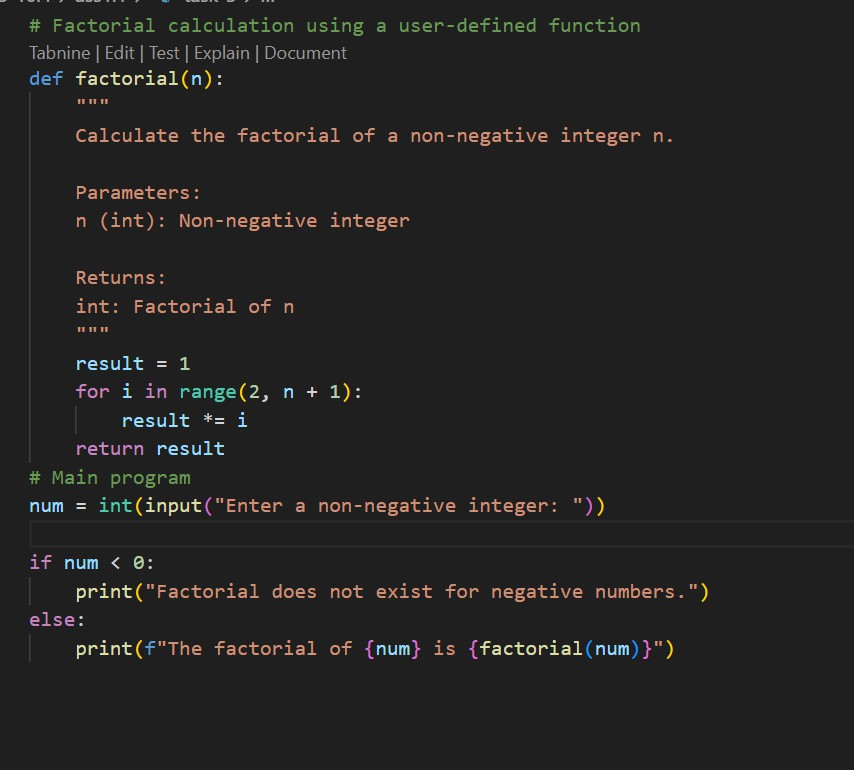 # Factorial calculation using a user-defined function
Tabnine | Edit | Test | Explain | Document
def factorial(n):
    """
    Calculate the factorial of a non-negative integer n.

    Parameters:
    n (int): Non-negative integer

    Returns:
    int: Factorial of n
    """
    result = 1
    for i in range(2, n + 1):
        result *= i
    return result
# Main program
num = int(input("Enter a non-negative integer: "))

if num < 0:
    print("Factorial does not exist for negative numbers.")
else:
    print(f"The factorial of {num} is {factorial(num)}")